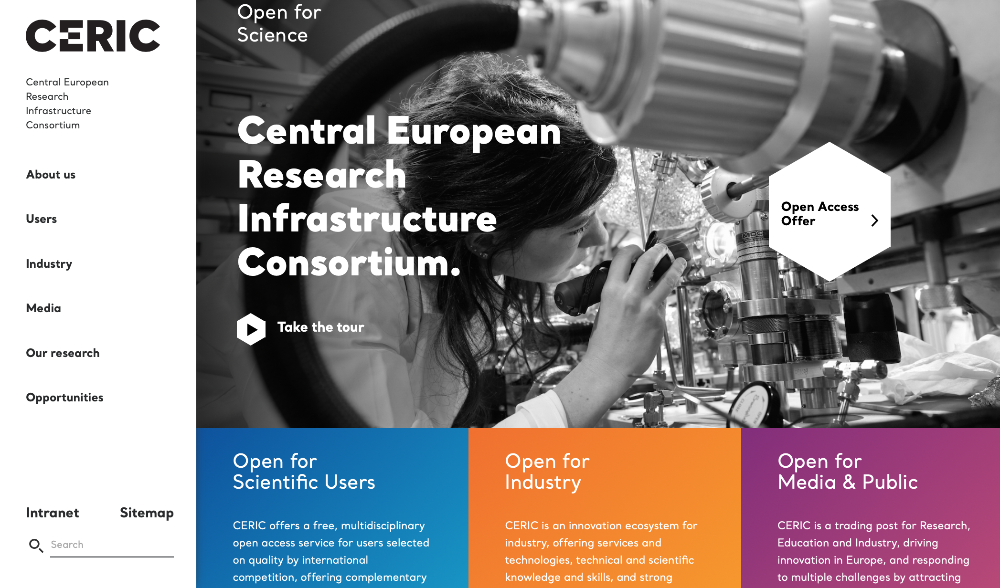 CERIC
Central European
Research
Infrastructure
Consortium
About us
Users
Industry
Media
Our research
Opportunities
Intranet
Sitemap
Search
Open for
Science
Central European
Research
Infrastructure
Consortium.
Take the tour
Open Access
Offer
MDC
Open for
Scientific Users
CERIC offers a free, multidisciplinary
open access service for users selected
on quality by international
competition, offering complementary
Open for
Industry
CERIC is an innovation ecosystem for
industry, offering services and
technologies, technical and scientific
knowledge and skills, and strong
Open for
Media & Public
CERIC is a trading post for Research,
Education and Industry, driving
innovation in Europe, and responding
to multiple challenges by attracting